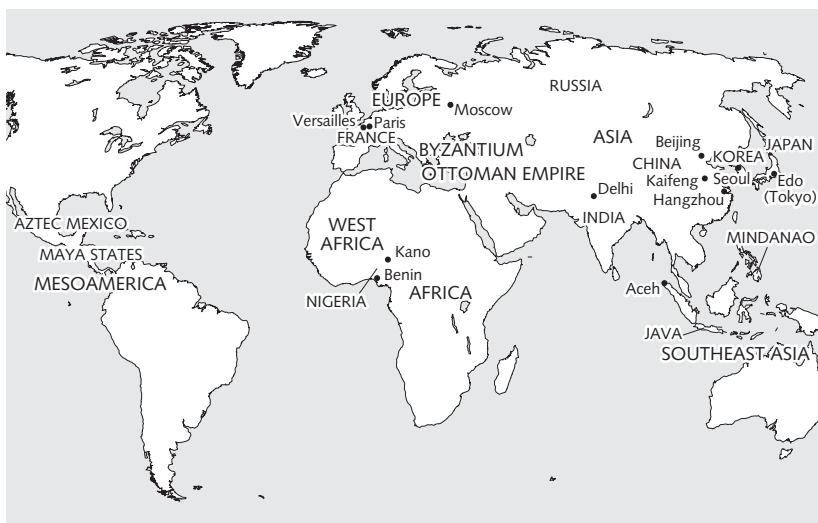 RUSSIA
EUROPE
Moscow
Versailles
Paris
FRANCE
ASIA
BYZANTIUM
OTTOMAN EMPIRE
Beijing
KOREA
JAPAN
CHINA
Kaifeng
Seoul
Edo
(Tokyo)
Hangzhou
Delhi
INDIA
AZTEC MEXICO
MAYA STATES
MESOAMERICA
WEST
AFRICA
Kano
Benin
NIGERIA
AFRICA
MINDANAO
Aceh
JAVA
SOUTHEAST ASIA